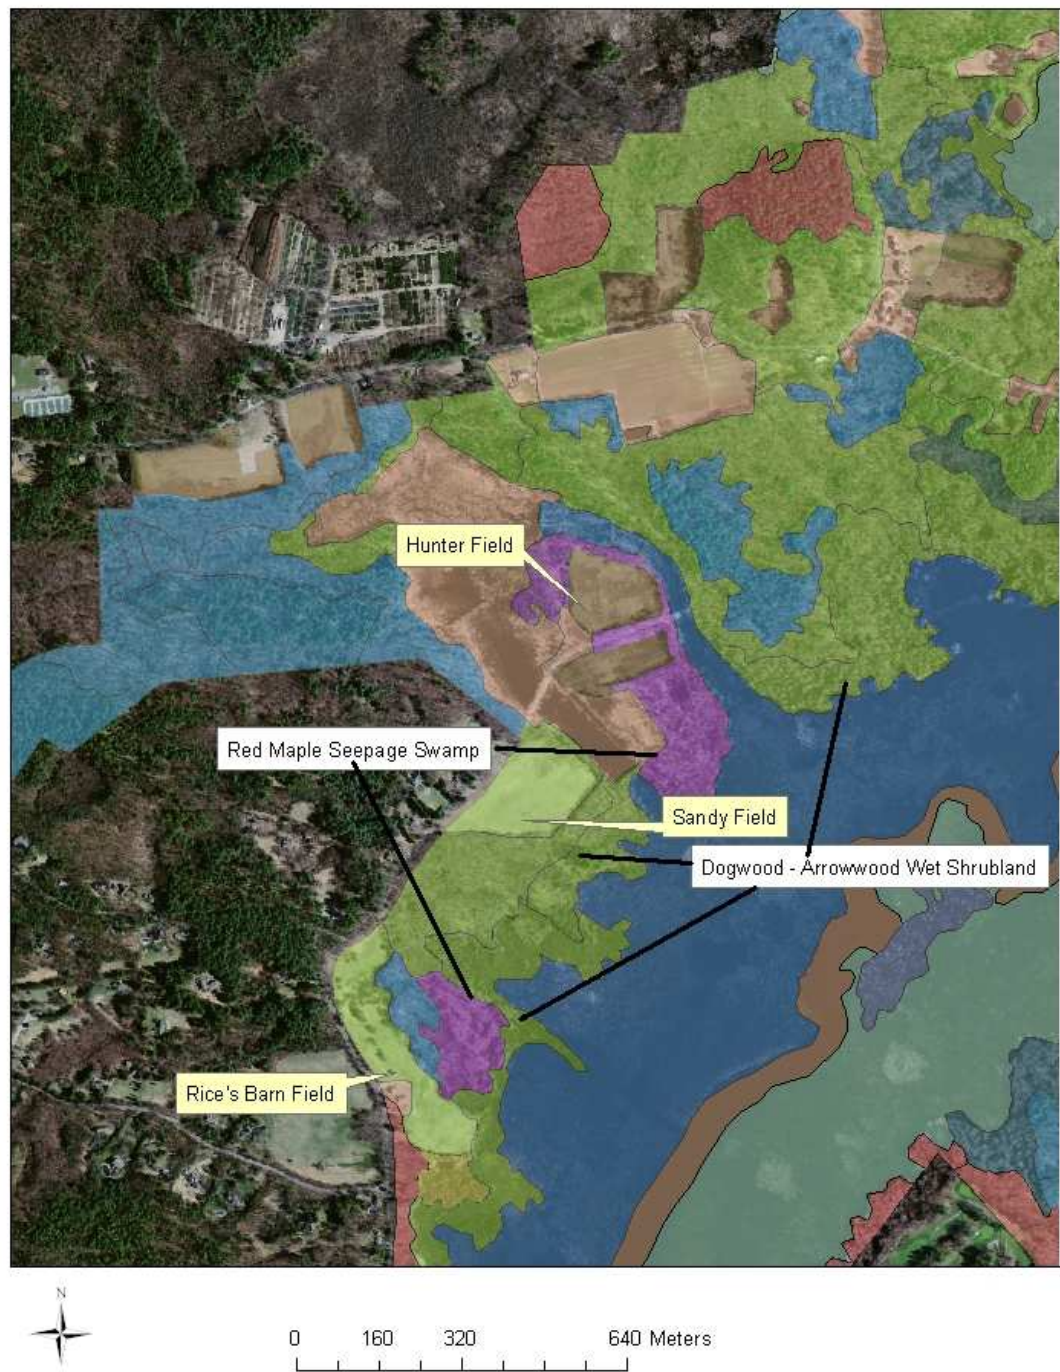 Hunter Field
Red Maple Seepage Swamp
Sandy Field
Dogwood - Arrowwood Wet Shrubland
Rice's Barn Field
N
0 160 320 640 Meters